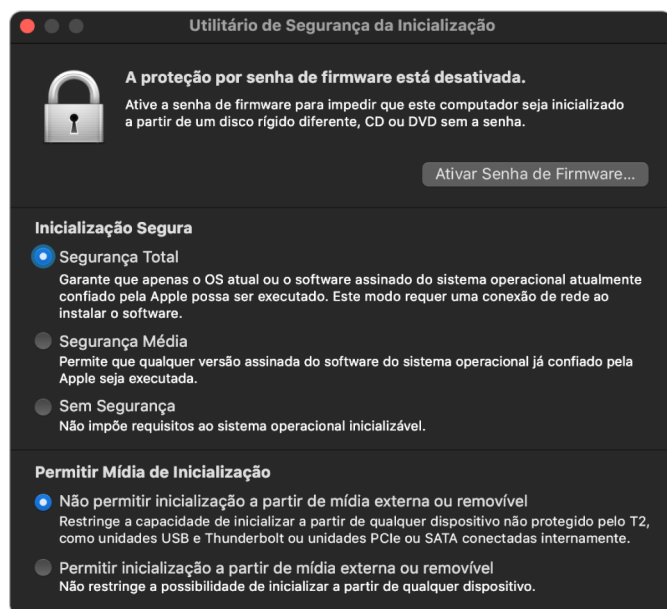 Utilitário de Segurança da Inicialização
A proteção por senha de firmware está desativada.
Ative a senha de firmware para impedir que este computador seja inicializado
a partir de um disco rígido diferente, CD ou DVD sem a senha.
Ativar Senha de Firmware...
Inicialização Segura
Segurança Total
Garante que apenas o OS atual ou o software assinado do sistema operacional atualmente
confiado pela Apple possa ser executado. Este modo requer uma conexão de rede ao
instalar o software.
Segurança Média
Permite que qualquer versão assinada do software do sistema operacional já confiado pela
Apple seja executada.
Sem Segurança
Não impõe requisitos ao sistema operacional inicializável.
Permitir Mídia de Inicialização
Não permitir inicialização a partir de mídia externa ou removível
Restringe a capacidade de inicializar a partir de qualquer dispositivo não protegido pelo T2,
como unidades USB e Thunderbolt ou unidades PCIe ou SATA conectadas internamente.
Permitir inicialização a partir de mídia externa ou removível
Não restringe a possibilidade de inicializar a partir de qualquer dispositivo.